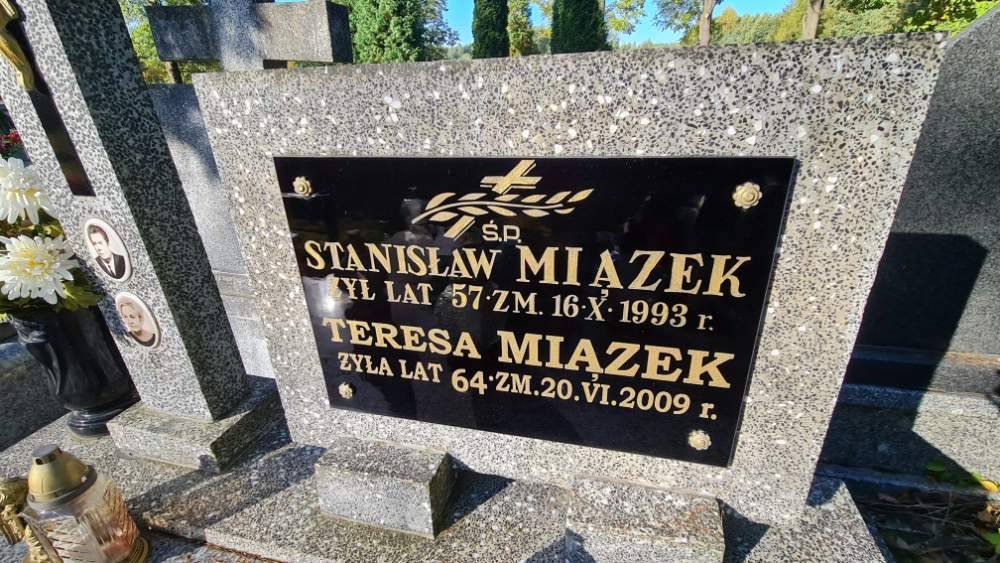 Ś.P.
STANISŁAW MIĄZEK
ŻYŁ LAT 57·ZM. 16·X·1993 r.
TERESA MIĄZEK
ŻYŁA LAT 64·ZM.20.VI.2009 r.